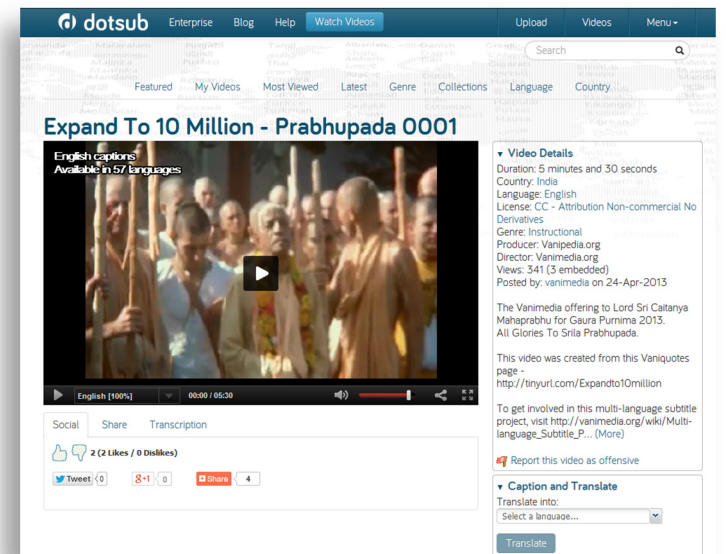 dotsub
Enterprise Blog Help Watch Videos Upload Videos Menu
Search
Featured My Videos Most Viewed Latest Genre Collections Language Country
Expand To 10 Million - Prabhupada 0001
English captions
Available in 57 languages
English [100%] 00:00 / 05:30
Social Share Transcription
2 (2 Likes / 0 Dislikes)
Tweet 0 g+1 0 Share 4
Video Details
Duration: 5 minutes and 30 seconds
Country: India
Language: English
License: CC - Attribution Non-commercial No
Derivatives
Genre: Instructional
Producer: Vanipedia.org
Director: Vanimedia.org
Views: 341 (3 embedded)
Posted by: vanimedia on 24-Apr-2013
The Vanimedia offering to Lord Sri Caitanya
Mahaprabhu for Gaura Purnima 2013.
All Glories To Srila Prabhupada.
This video was created from this Vaniquotes
page -
http://tinyurl.com/Expandto10million
To get involved in this multi-language subtitle
project, visit http://vanimedia.org/wiki/Multi-
language_Subtitle_P... (More)
Report this video as offensive
Caption and Translate
Translate into:
Select a language...
Translate